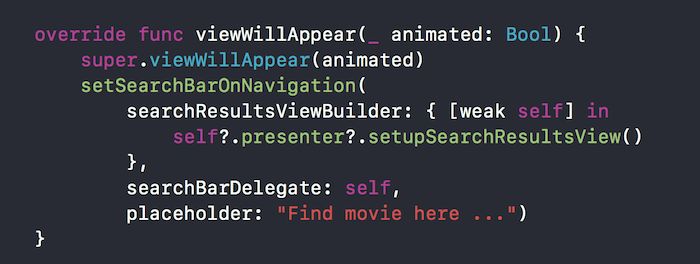 override func viewWillAppear(_ animated: Bool) {
    super.viewWillAppear(animated)
    setSearchBarOnNavigation(
        searchResultsViewBuilder: { [weak self] in
            self?.presenter?.setupSearchResultsView()
        },
        searchBarDelegate: self,
        placeholder: "Find movie here ...")
}